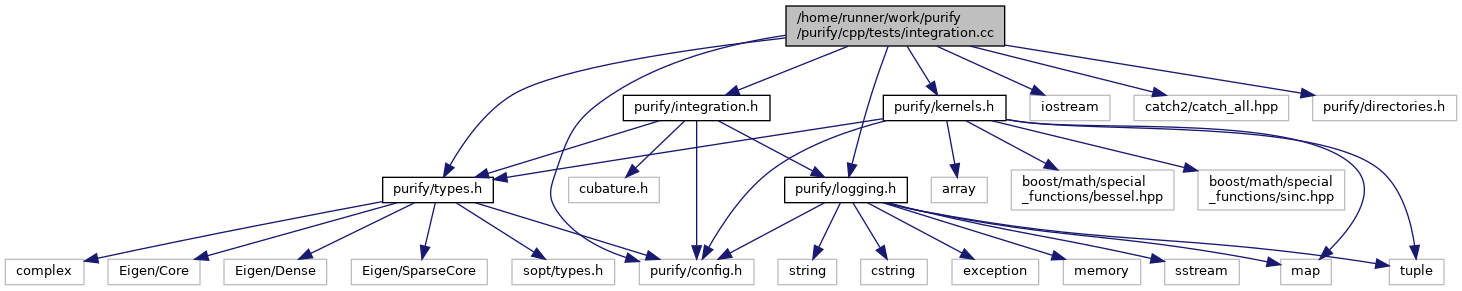 /home/runner/work/purify
/purify/cpp/tests/integration.cc
purify/integration.h
purify/kernels.h
iostream
catch2/catch_all.hpp
purify/directories.h
purify/types.h
cubature.h
purify/logging.h
array
boost/math/special
_functions/bessel.hpp
boost/math/special
_functions/sinc.hpp
complex
Eigen/Core
Eigen/Dense
Eigen/SparseCore
sopt/types.h
purify/config.h
string
cstring
exception
memory
sstream
map
tuple